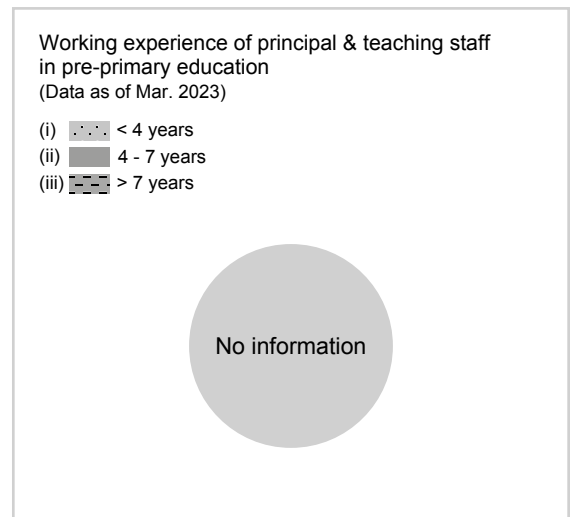 Working experience of principal & teaching staff
in pre-primary education
(Data as of Mar. 2023)
(i) < 4 years
(ii) 4 - 7 years
(iii) > 7 years
No information